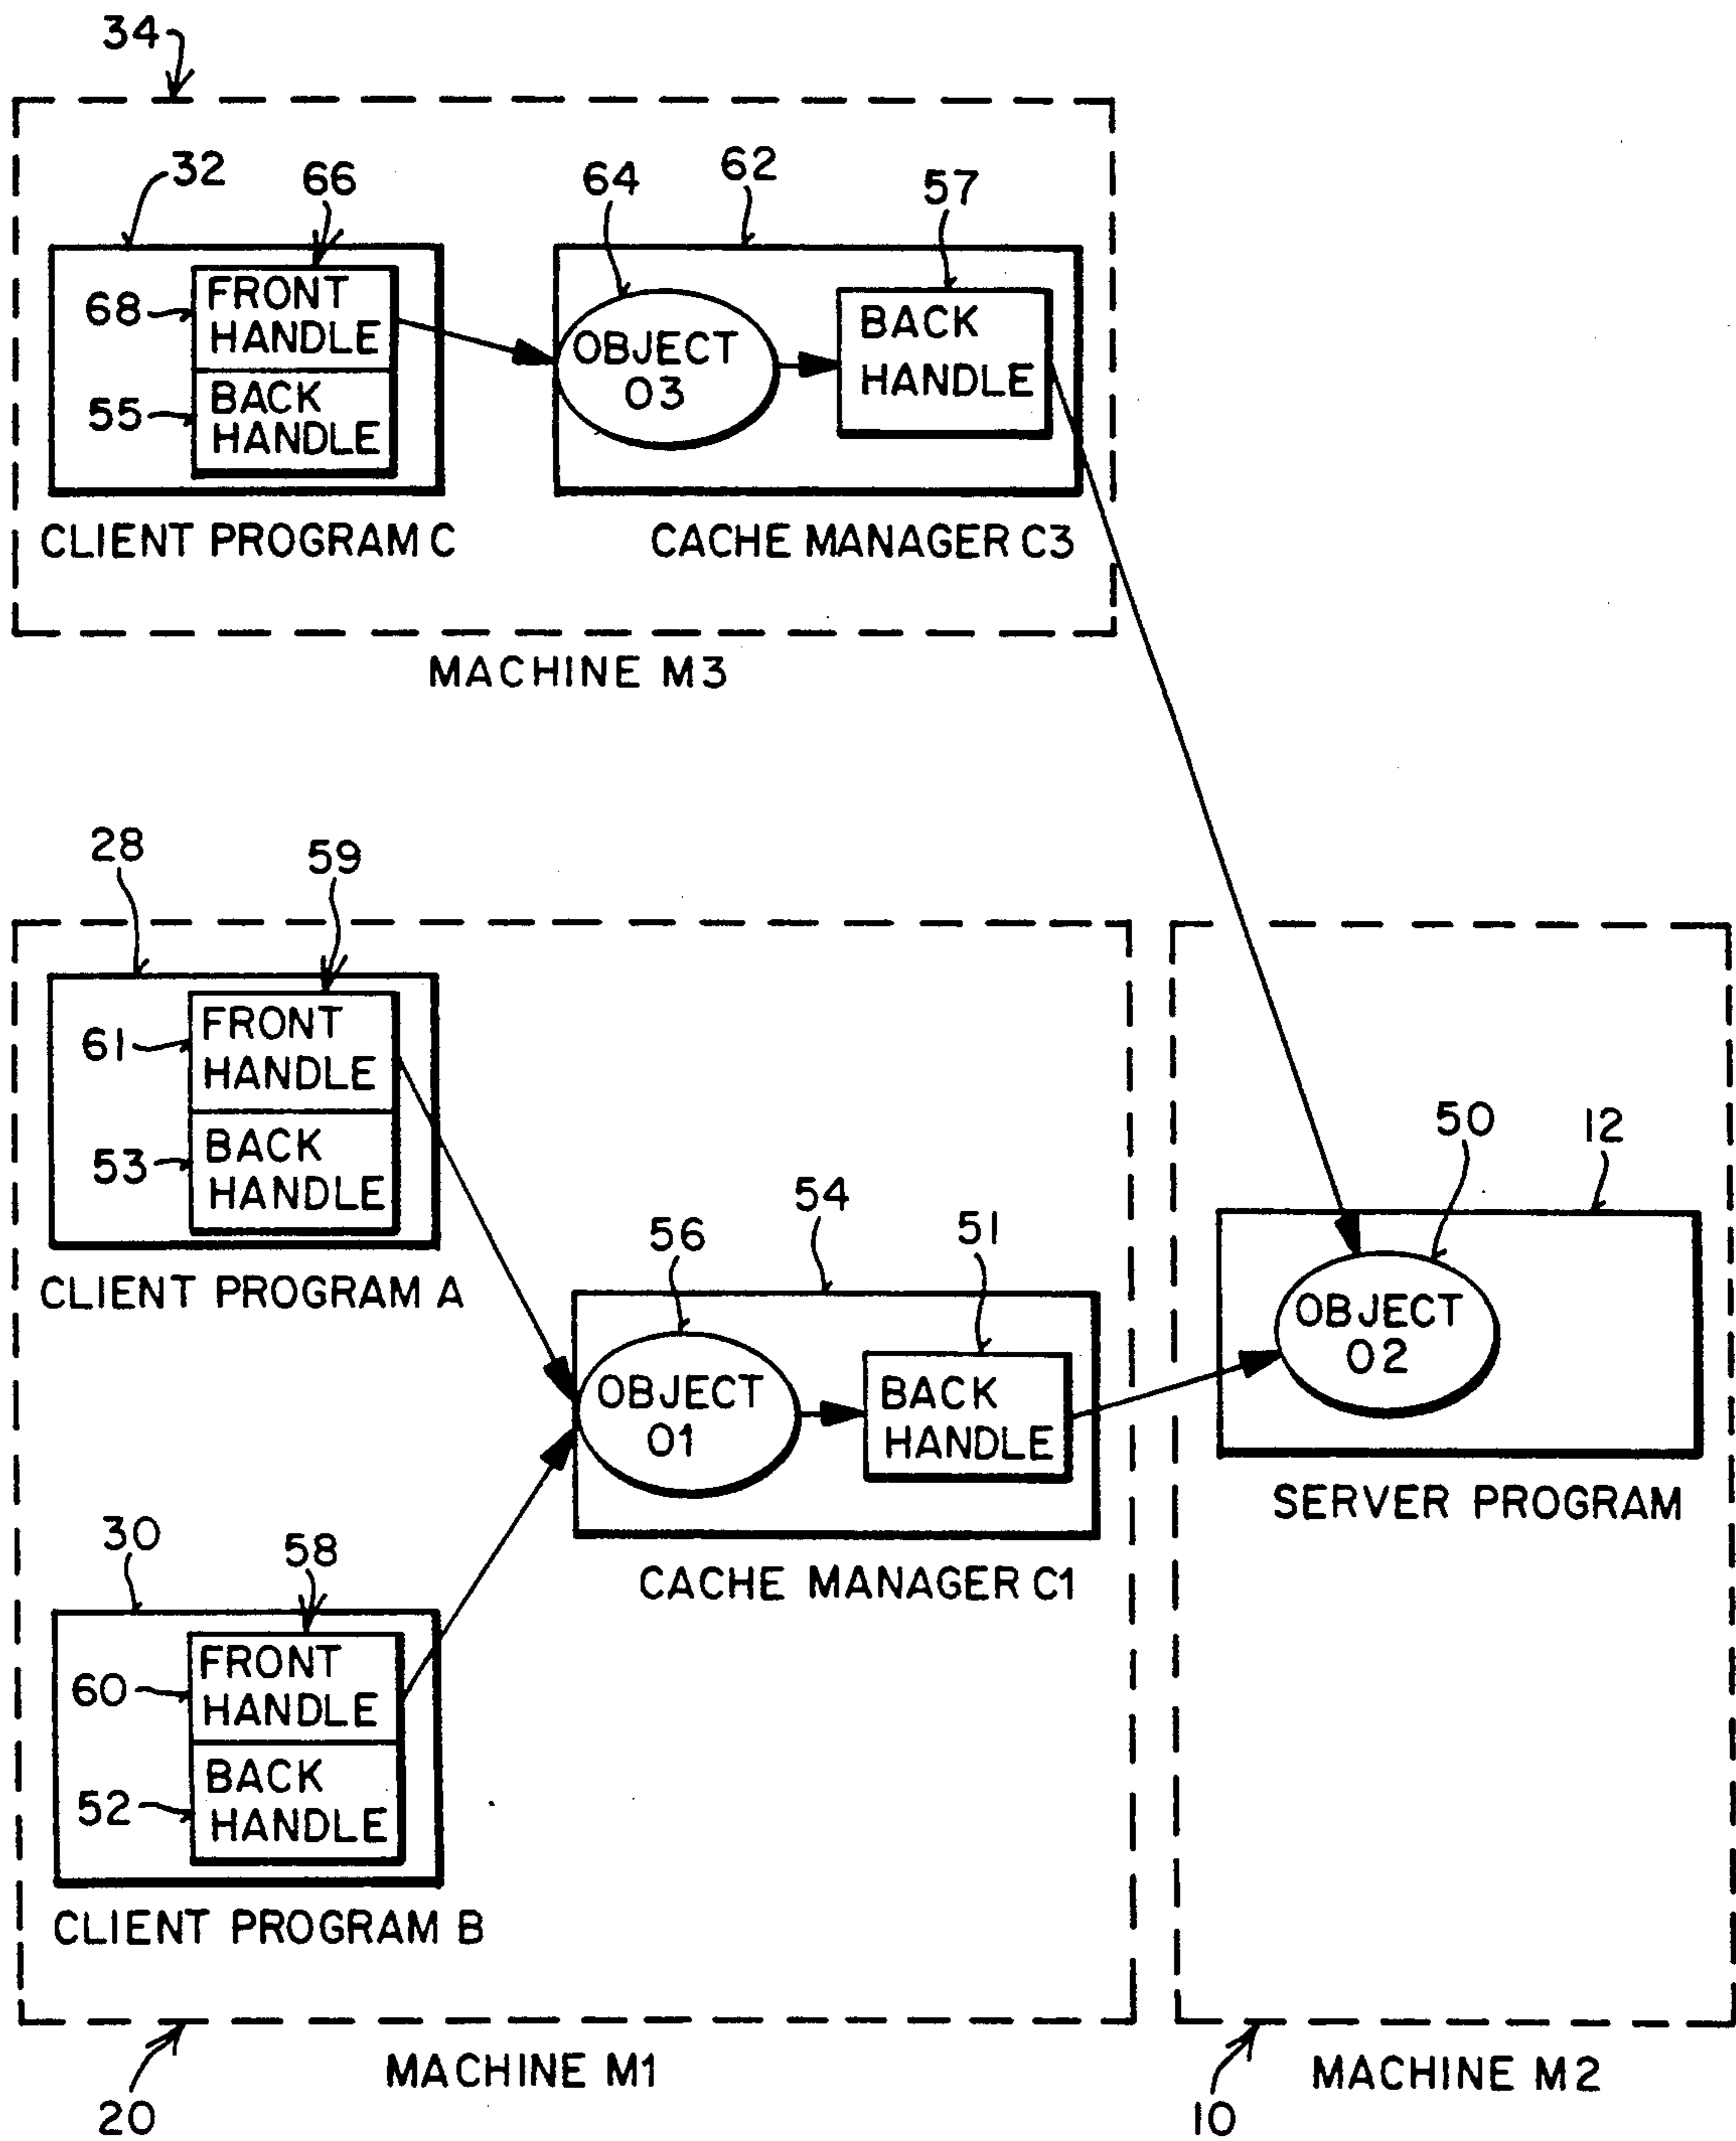 34
32
66
64
62
57
68
FRONT
HANDLE
55
BACK
HANDLE
OBJECT
O3
BACK
HANDLE
CLIENT PROGRAM C
CACHE MANAGER C3
MACHINE M3
28
59
61
FRONT
HANDLE
53
BACK
HANDLE
CLIENT PROGRAM A
56
54
51
OBJECT
O1
BACK
HANDLE
CACHE MANAGER C1
50
12
OBJECT
O2
SERVER PROGRAM
30
58
60
FRONT
HANDLE
52
BACK
HANDLE
CLIENT PROGRAM B
20
MACHINE M1
10
MACHINE M2